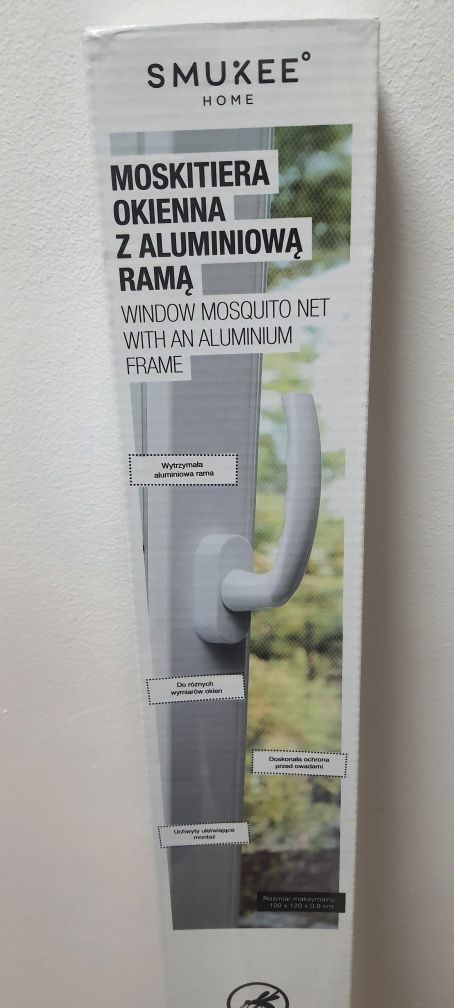 SMUKEE°
HOME
MOSKITIERA
OKIENNA
Z ALUMINIOWĄ
RAMĄ
WINDOW MOSQUITO NET
WITH AN ALUMINIUM
FRAME
Wytrzymała
aluminiowa rama
Do różnych
wymiarów okien
Doskonała ochrona
przed owadami
Uchwyty ułatwiające
montaż
Rozmiar maksymalny:
100 x 120 x 0,9 cm